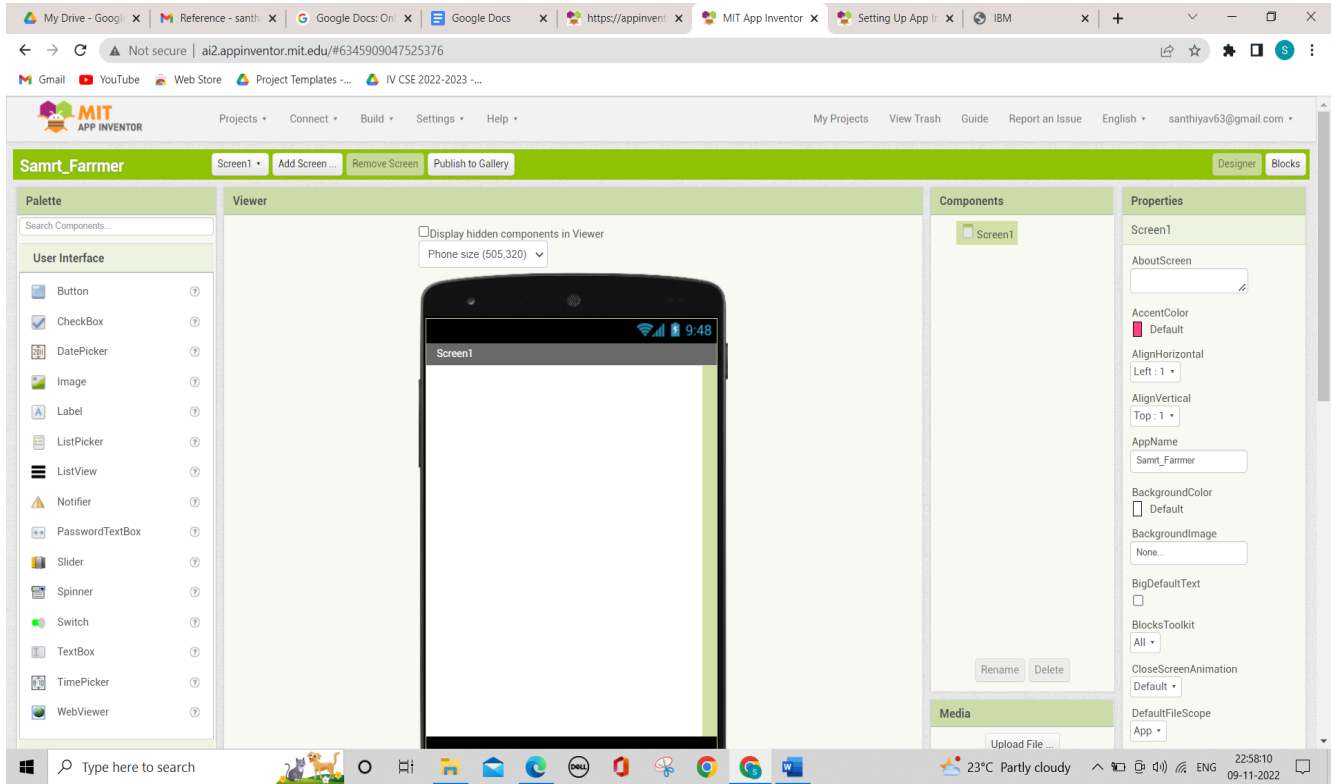 My Drive - Googl
Reference - santh
Google Docs: Onl
Google Docs
https://appinvent
MIT App Inventor
Setting Up App In
IBM
Not secure | ai2.appinventor.mit.edu/#6345909047525376
S
Gmail YouTube Web Store Project Templates -... IV CSE 2022-2023 -...
MIT
APP INVENTOR
Projects Connect Build Settings Help My Projects View Trash Guide Report an Issue English santhiyav63@gmail.com
Samrt_Farrmer Screen1 Add Screen ... Remove Screen Publish to Gallery Designer Blocks
Palette
Search Components...
User Interface
Button ?
CheckBox ?
DatePicker ?
Image ?
Label ?
ListPicker ?
ListView ?
Notifier ?
PasswordTextBox ?
Slider ?
Spinner ?
Switch ?
TextBox ?
TimePicker ?
WebViewer ?
Viewer
Display hidden components in Viewer
Phone size (505,320)
9:48
Screen1
Components
Screen1
Rename Delete
Media
Upload File ...
Properties
Screen1
AboutScreen
AccentColor
Default
AlignHorizontal
Left : 1
AlignVertical
Top : 1
AppName
Samrt_Farrmer
BackgroundColor
Default
BackgroundImage
None...
BigDefaultText
BlocksToolkit
All
CloseScreenAnimation
Default
DefaultFileScope
App
Type here to search
DELL
23°C Partly cloudy
ENG
22:58:10
09-11-2022